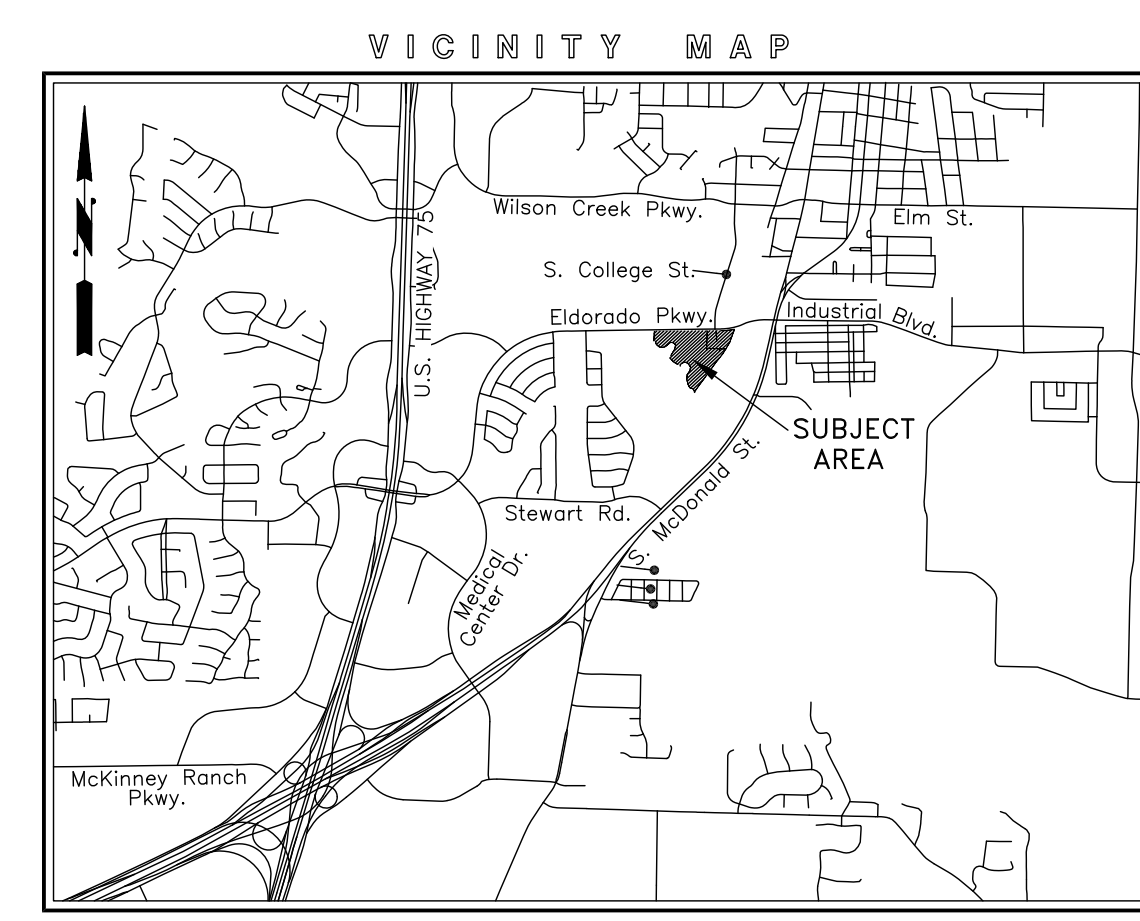 VICINITY MAP
N
Wilson Creek Pkwy.
Elm St.
U.S. HIGHWAY 75
S. College St.
Eldorado Pkwy.
Industrial Blvd.
SUBJECT
AREA
S. McDonald St.
Stewart Rd.
Medical
Center Dr.
McKinney Ranch
Pkwy.